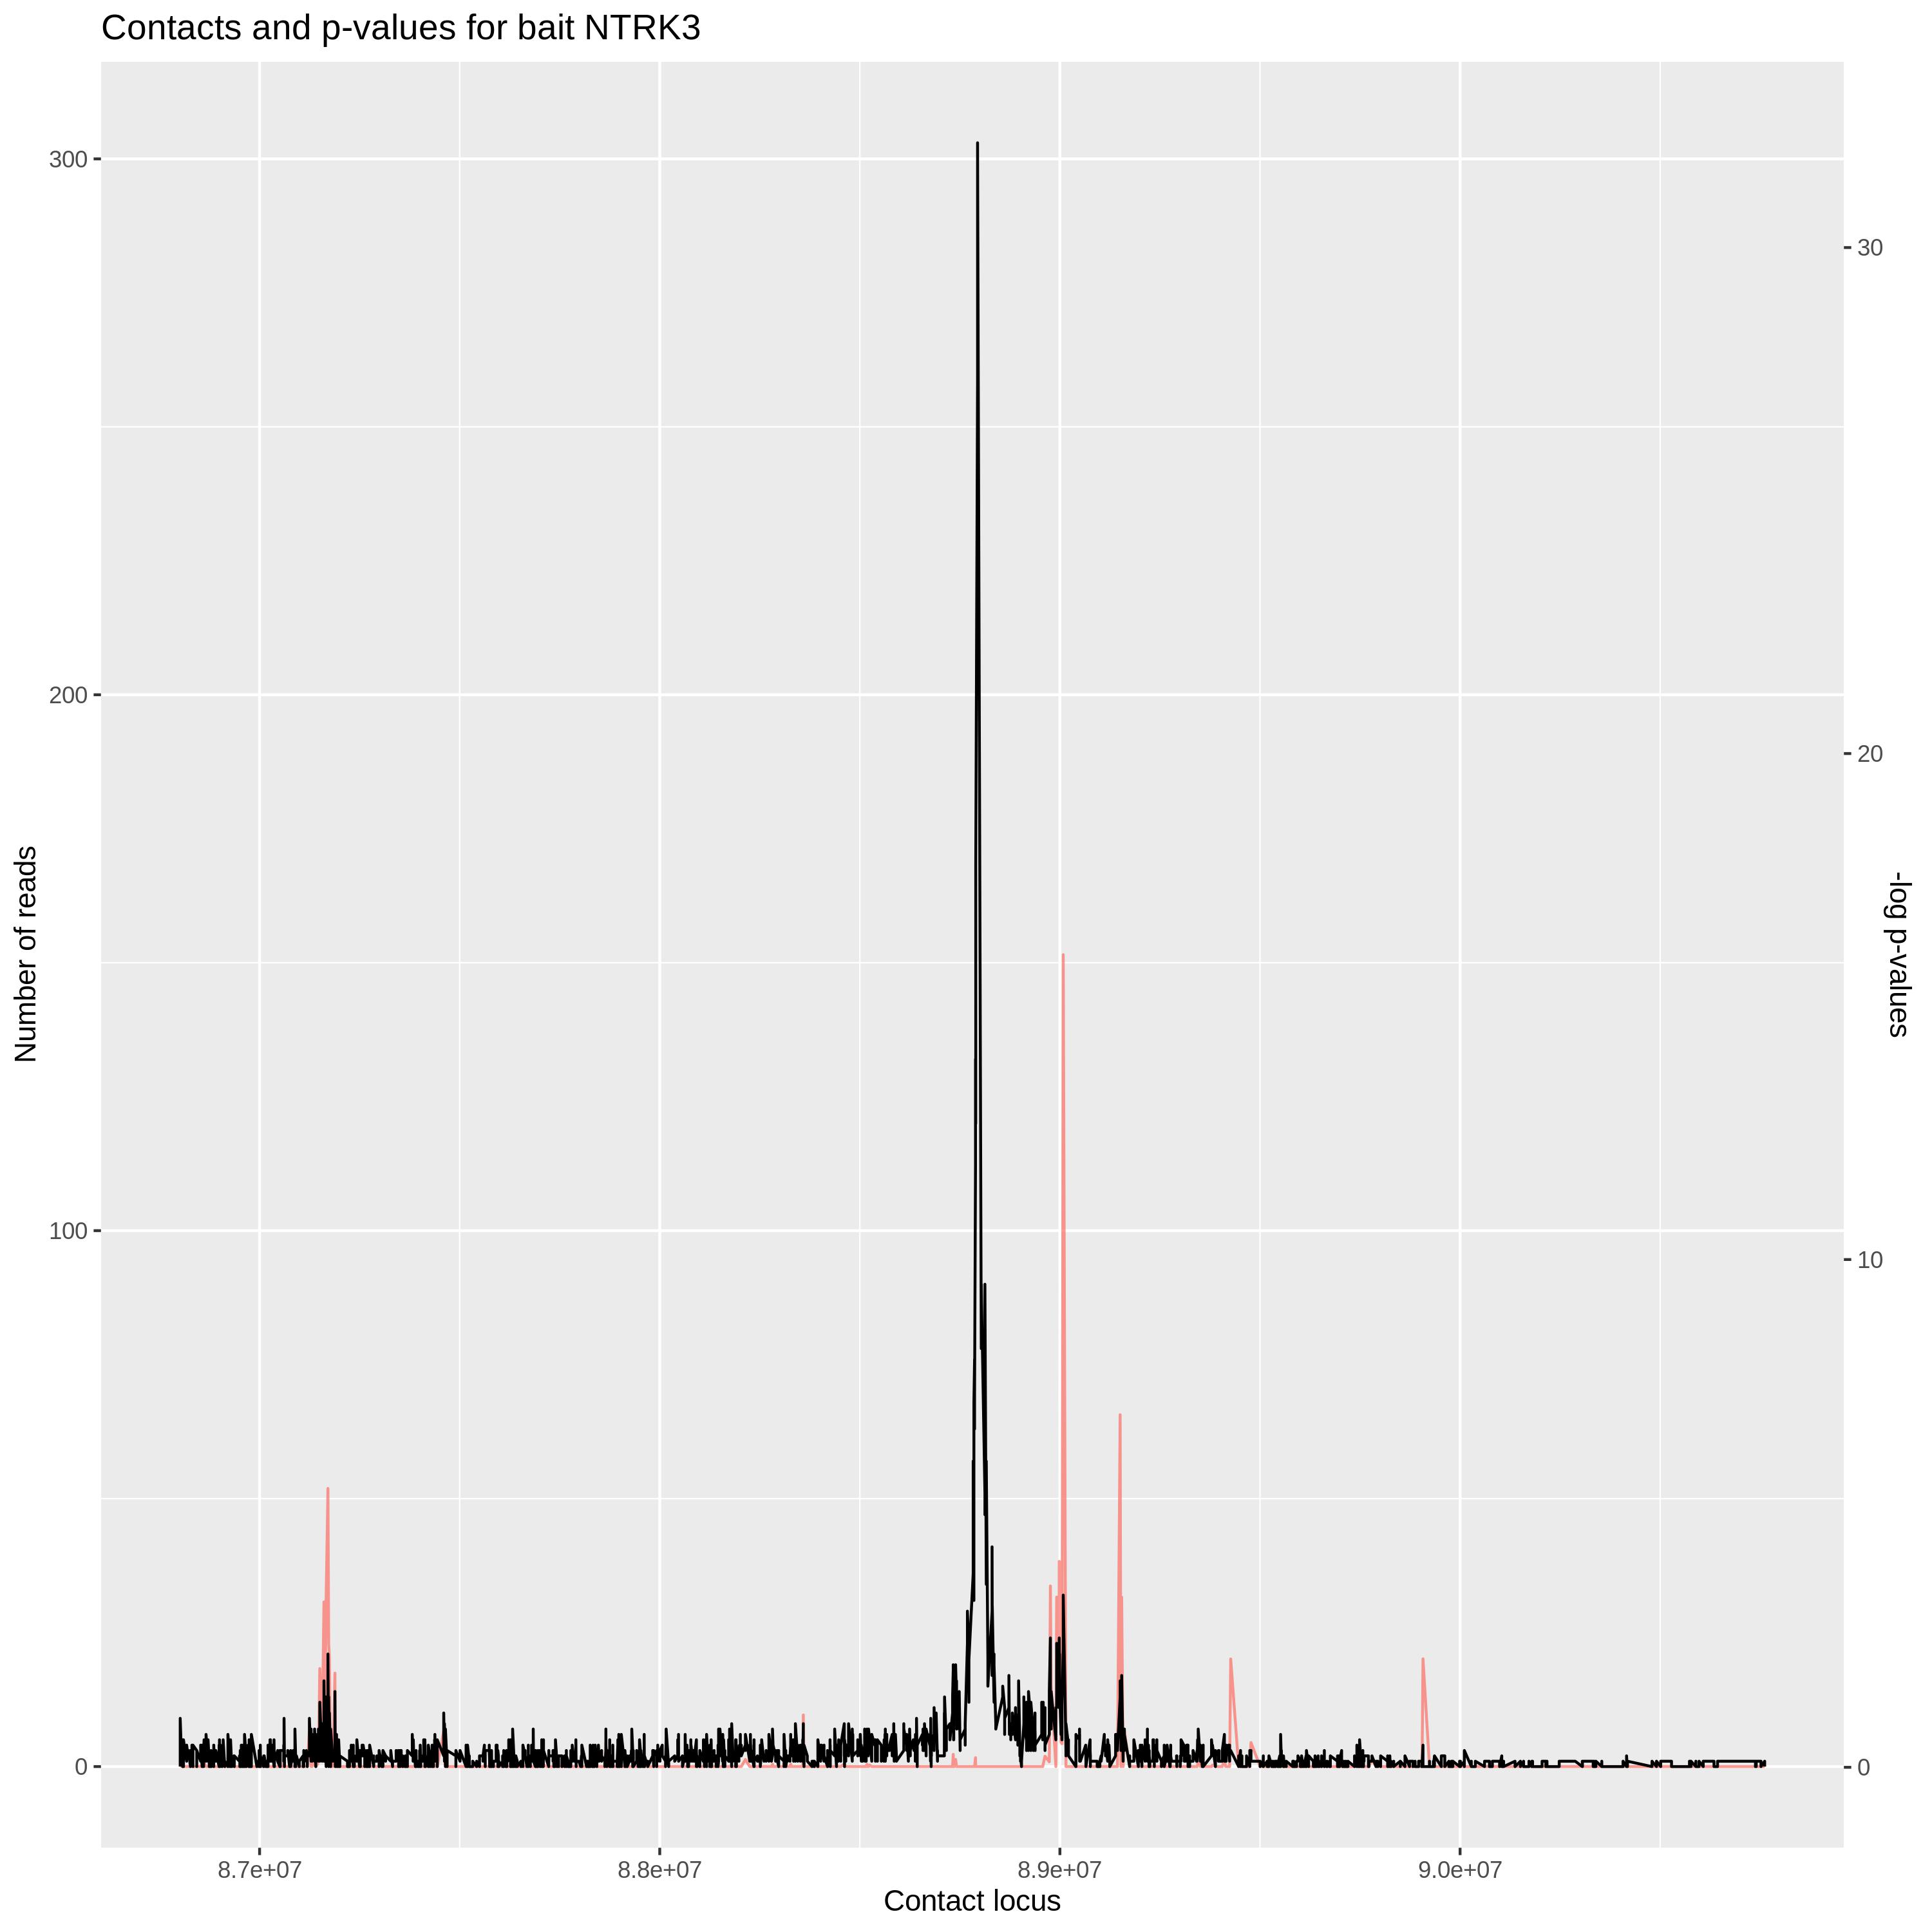 Contacts and p-values for bait NTRK3
300
200
100
0
Number of reads
30
20
10
0
-log p-values
8.7e+07 8.8e+07 8.9e+07 9.0e+07
Contact locus